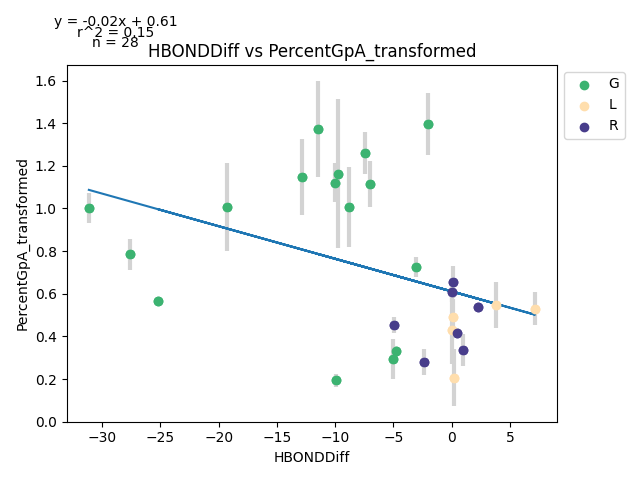 y = -0.02x + 0.61
r^2 = 0.15
n = 28
HBONDDiff vs PercentGpA_transformed
G
L
R
PercentGpA_transformed
1.6
1.4
1.2
1.0
0.8
0.6
0.4
0.2
0.0
−30 −25 −20 −15 −10 −5 0 5
HBONDDiff